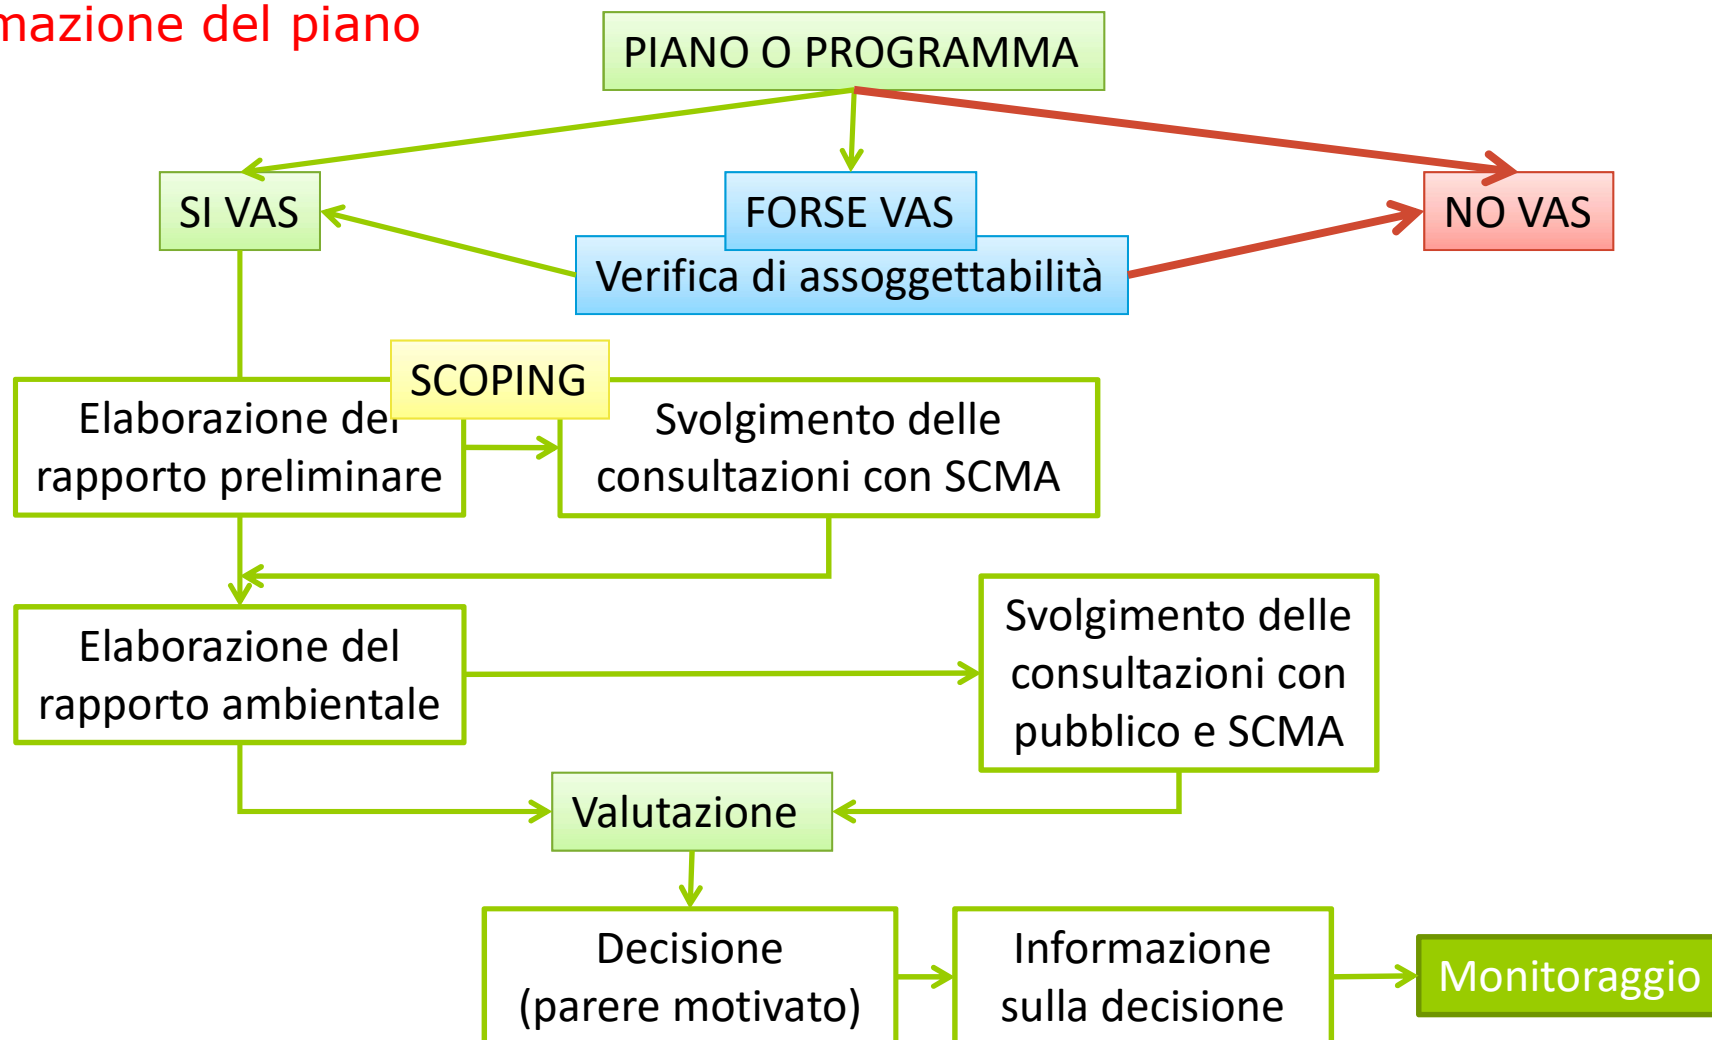 mazione del piano
PIANO O PROGRAMMA
SI VAS
FORSE VAS
NO VAS
Verifica di assoggettabilità
SCOPING
Elaborazione del
rapporto preliminare
Svolgimento delle
consultazioni con SCMA
Elaborazione del
rapporto ambientale
Svolgimento delle
consultazioni con
pubblico e SCMA
Valutazione
Decisione
(parere motivato)
Informazione
sulla decisione
Monitoraggio